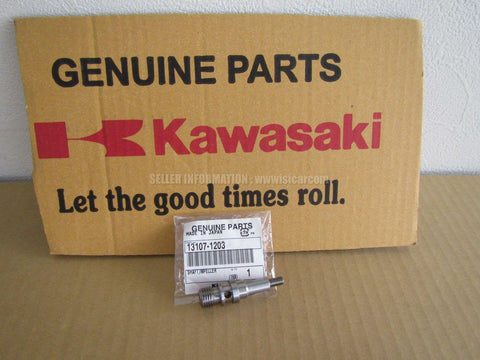 GENUINE PARTS
Kawasaki
SELLER INFORMATION : www.isicar.com
Let the good times roll.
GENUINE PARTS
MADE IN JAPAN
13107-1203
SHAFT,IMPELLER
1